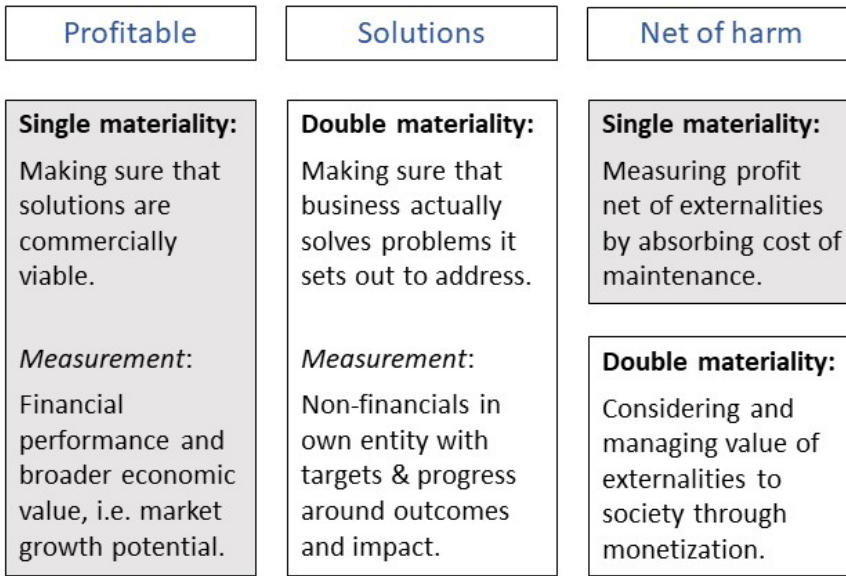 Profitable
Solutions
Net of harm
Single materiality:
Making sure that
solutions are
commercially
viable.
Measurement:
Financial
performance and
broader economic
value, i.e. market
growth potential.
Double materiality:
Making sure that
business actually
solves problems it
sets out to address.
Measurement:
Non-financials in
own entity with
targets & progress
around outcomes
and impact.
Single materiality:
Measuring profit
net of externalities
by absorbing cost of
maintenance.
Double materiality:
Considering and
managing value of
externalities to
society through
monetization.